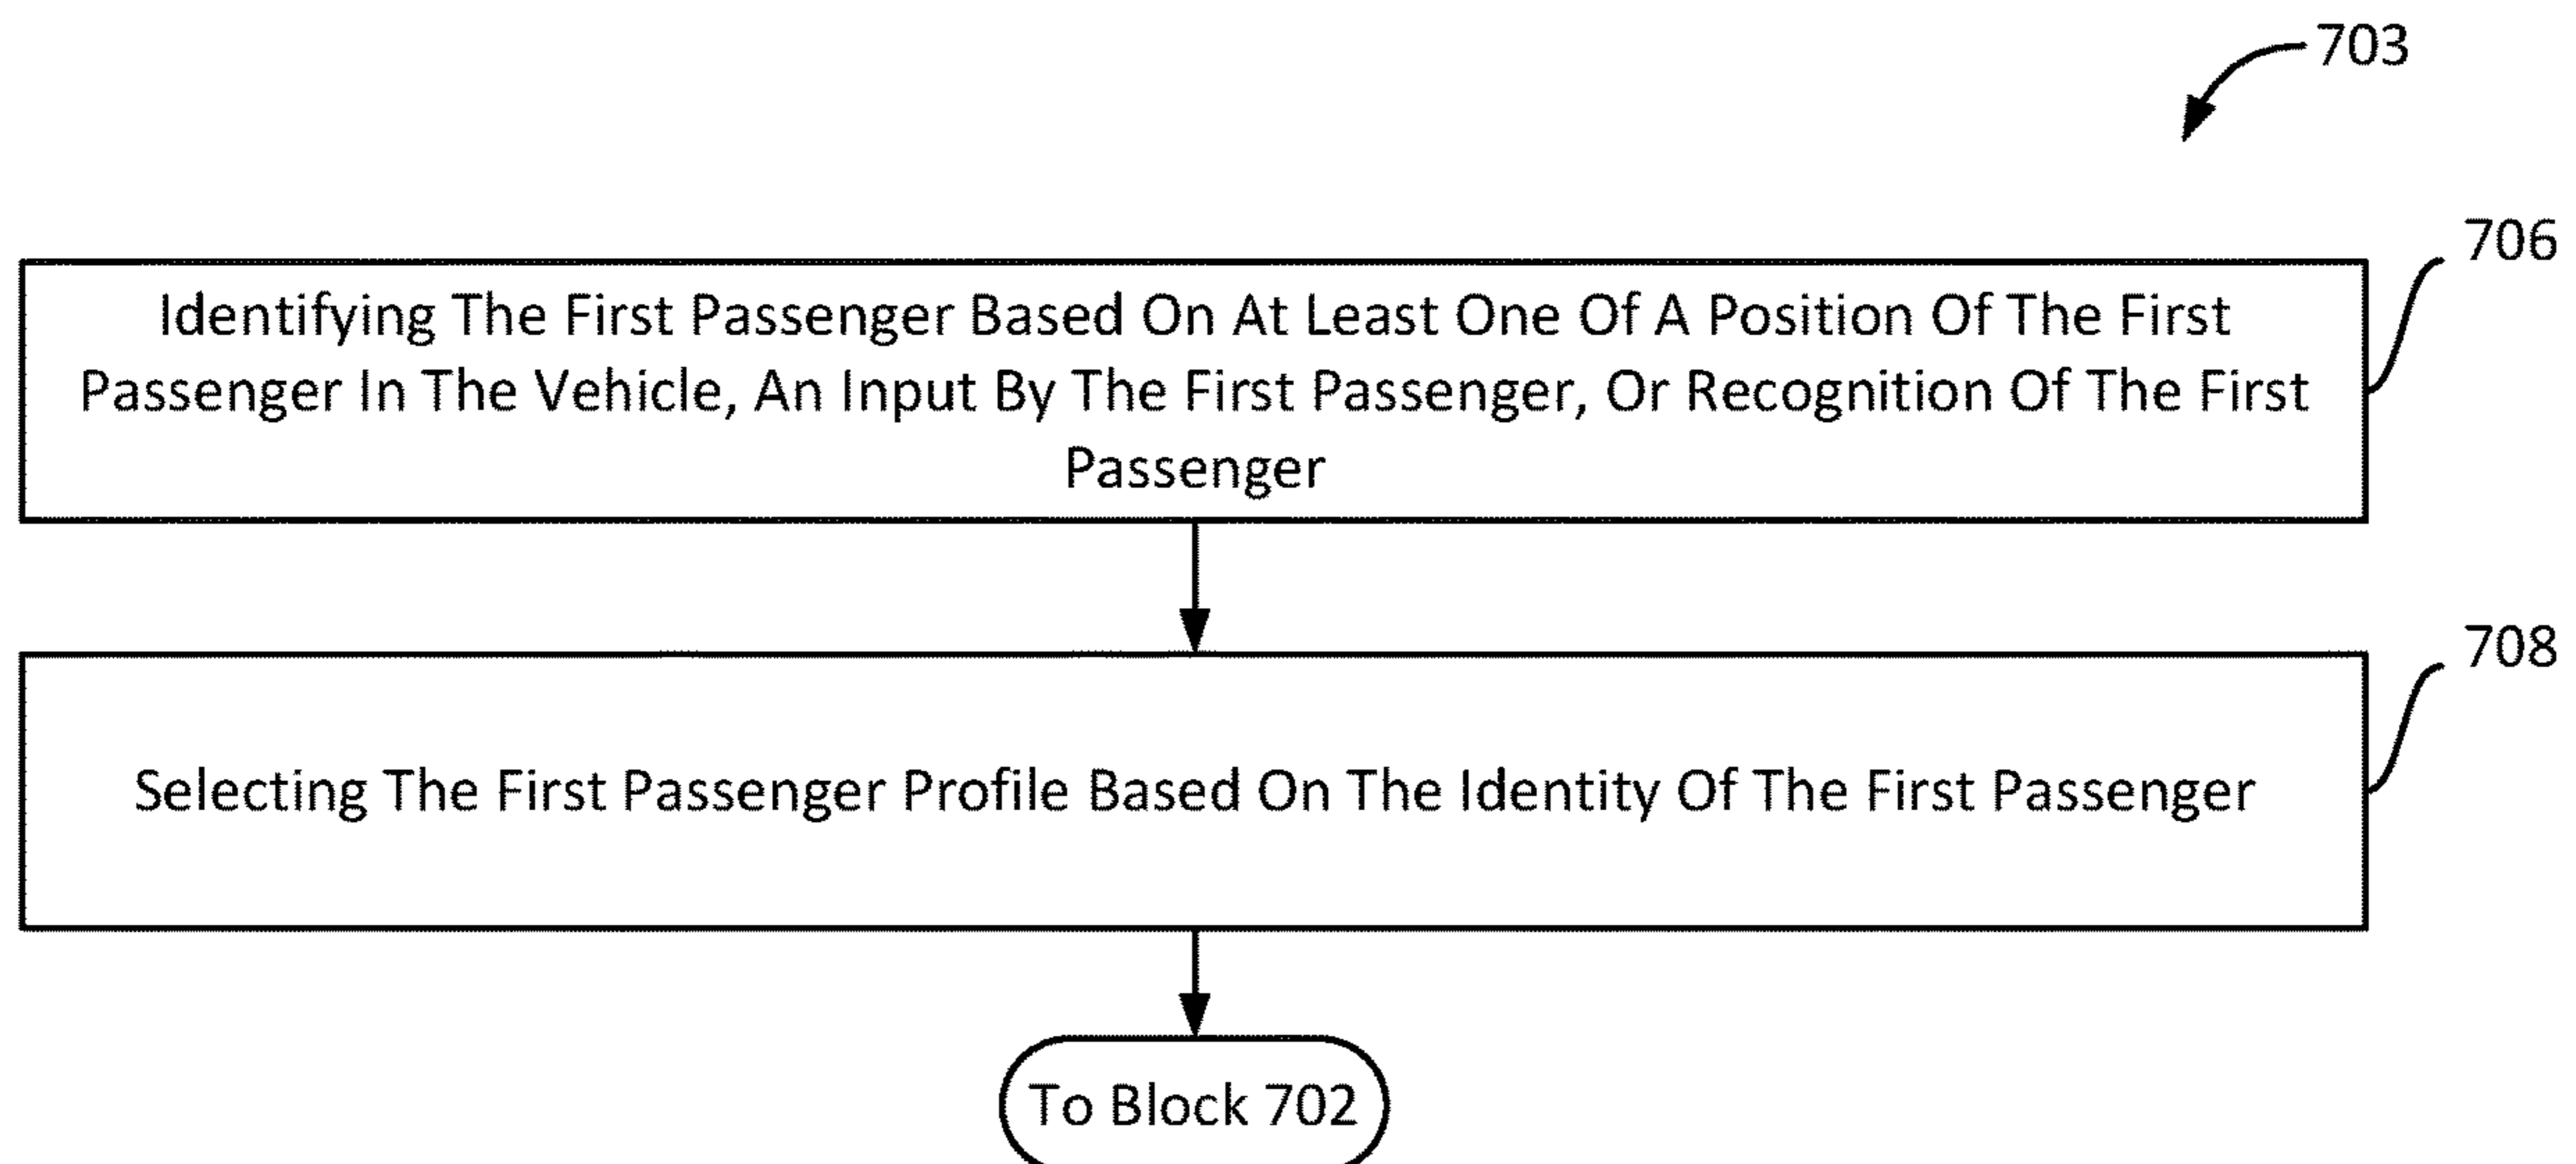 703
706
Identifying The First Passenger Based On At Least One Of A Position Of The First
Passenger In The Vehicle, An Input By The First Passenger, Or Recognition Of The First
Passenger
708
Selecting The First Passenger Profile Based On The Identity Of The First Passenger
To Block 702